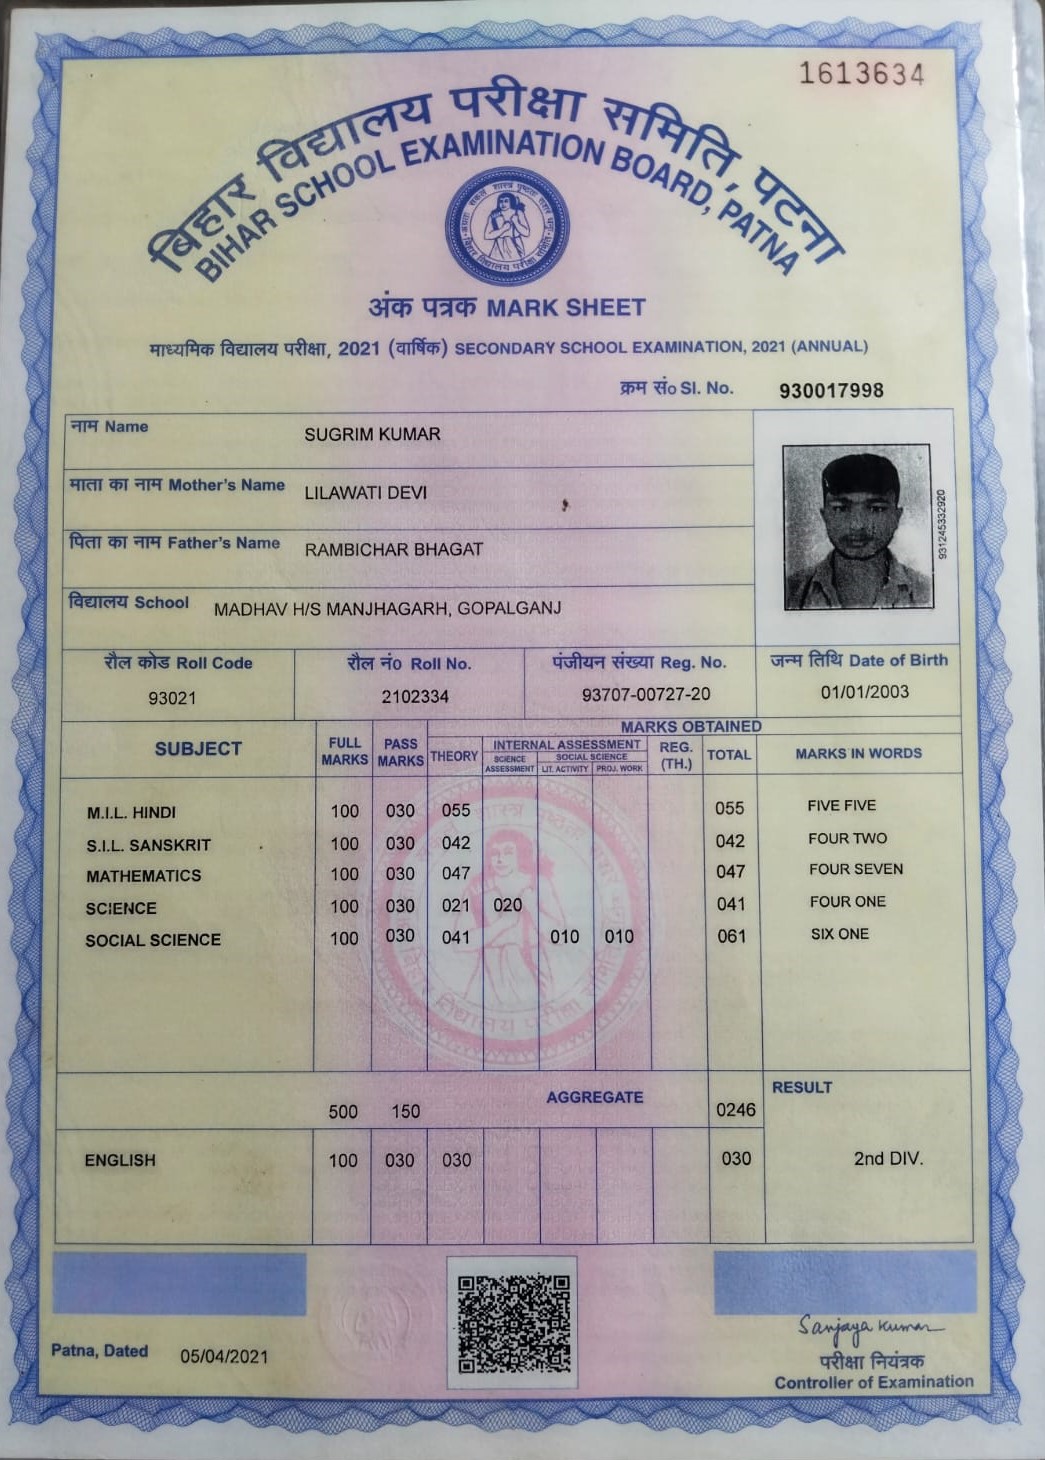 1613634
बिहार विद्यालय परीक्षा समिति, पटना
BIHAR SCHOOL EXAMINATION BOARD, PATNA
अंक पत्रक MARK SHEET
माध्यमिक विद्यालय परीक्षा, 2021 (वार्षिक) SECONDARY SCHOOL EXAMINATION, 2021 (ANNUAL)
क्रम सं० Sl. No. 930017998
नाम Name SUGRIM KUMAR
माता का नाम Mother's Name LILAWATI DEVI
पिता का नाम Father's Name RAMBICHAR BHAGAT
विद्यालय School MADHAV H/S MANJHAGARH, GOPALGANJ
931245332920
रौल कोड Roll Code रौल नं० Roll No. पंजीयन संख्या Reg. No. जन्म तिथि Date of Birth
93021 2102334 93707-00727-20 01/01/2003
MARKS OBTAINED
SUBJECT FULL MARKS PASS MARKS THEORY INTERNAL ASSESSMENT REG. (TH.) TOTAL MARKS IN WORDS
SCIENCE ASSESSMENT SOCIAL SCIENCE
LIT. ACTIVITY PROJ. WORK
M.I.L. HINDI 100 030 055 055 FIVE FIVE
S.I.L. SANSKRIT 100 030 042 042 FOUR TWO
MATHEMATICS 100 030 047 047 FOUR SEVEN
SCIENCE 100 030 021 020 041 FOUR ONE
SOCIAL SCIENCE 100 030 041 010 010 061 SIX ONE
500 150 AGGREGATE 0246 RESULT
ENGLISH 100 030 030 030 2nd DIV.
Sanjaya Kumar
Patna, Dated 05/04/2021
परीक्षा नियंत्रक
Controller of Examination